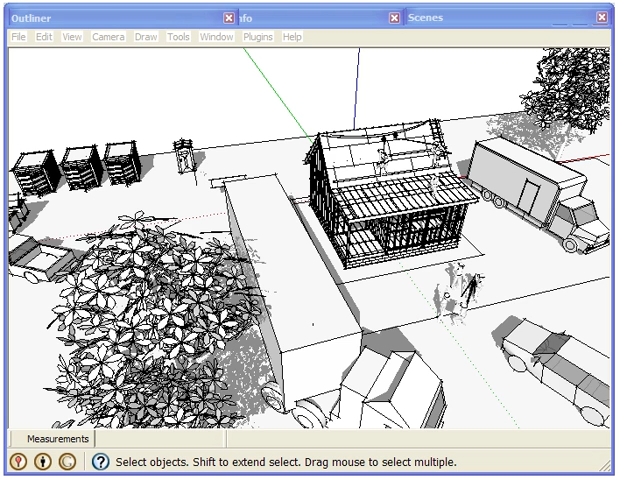 Outliner nfo Scenes
File Edit View Camera Draw Tools Window Plugins Help
Measurements
Select objects. Shift to extend select. Drag mouse to select multiple.